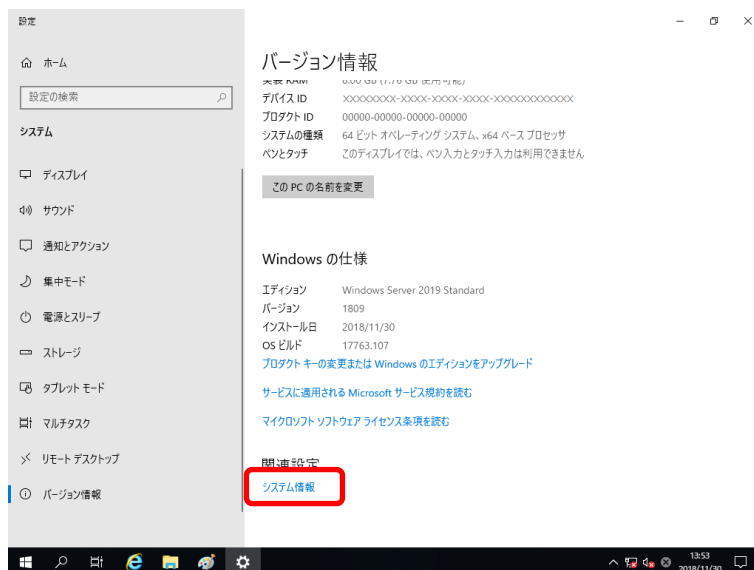 設定
ホーム
設定の検索
システム
ディスプレイ
サウンド
通知とアクション
集中モード
電源とスリープ
ストレージ
タブレット モード
マルチタスク
リモート デスクトップ
バージョン情報
バージョン情報
実装 RAM 8.00 GB (7.76 GB 使用可能)
デバイス ID XXXXXXXX-XXXX-XXXX-XXXX-XXXXXXXXXXXX
プロダクト ID 00000-00000-00000-00000
システムの種類 64 ビット オペレーティング システム、x64 ベース プロセッサ
ペンとタッチ このディスプレイでは、ペン入力とタッチ入力は利用できません
この PC の名前を変更
Windows の仕様
エディション Windows Server 2019 Standard
バージョン 1809
インストール日 2018/11/30
OS ビルド 17763.107
プロダクト キーの変更または Windows のエディションをアップグレード
サービスに適用される Microsoft サービス規約を読む
マイクロソフト ソフトウェア ライセンス条項を読む
関連設定
システム情報
13:53
2018/11/30